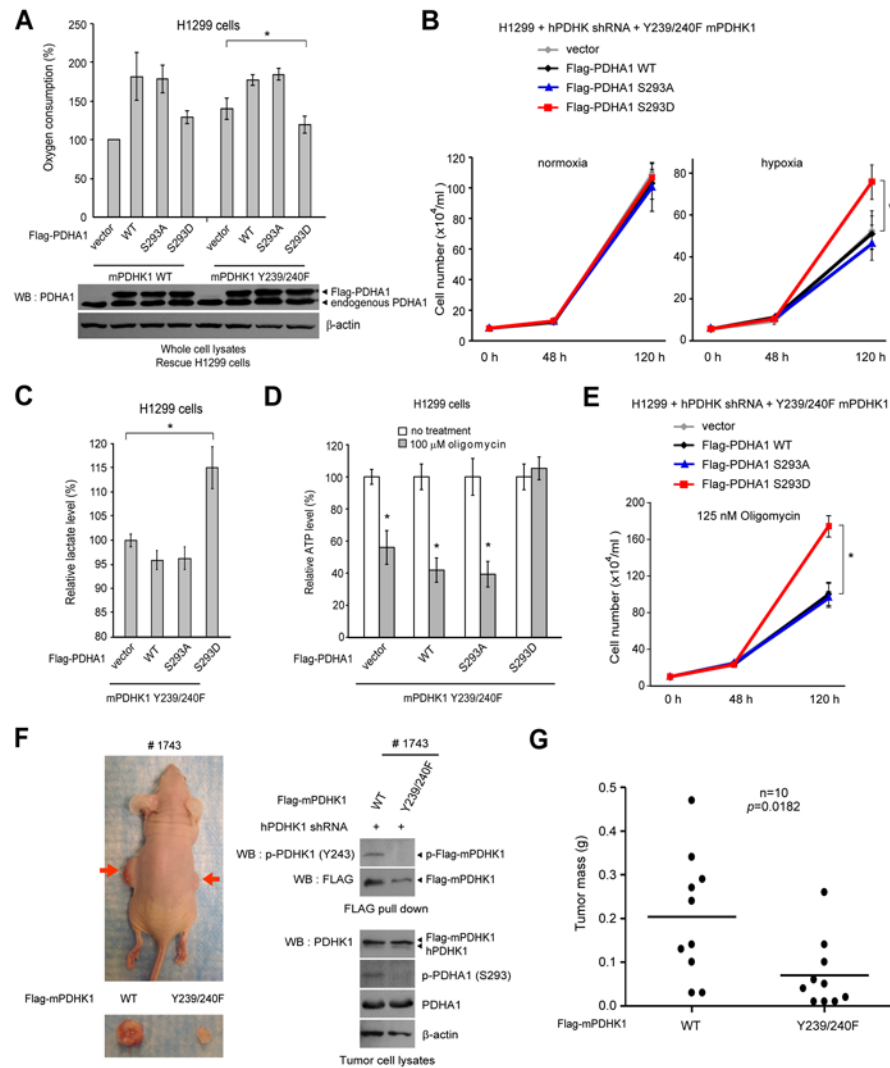 A
H1299 cells
*
Oxygen consumption (%)
250
200
150
100
50
0
Flag-PDHA1
vector
WT
S293A
S293D
vector
WT
S293A
S293D
mPDHK1 WT
mPDHK1 Y239/240F
WB : PDHA1
Flag-PDHA1
endogenous PDHA1
β-actin
Whole cell lysates
Rescue H1299 cells
B
H1299 + hPDHK shRNA + Y239/240F mPDHK1
vector
Flag-PDHA1 WT
Flag-PDHA1 S293A
Flag-PDHA1 S293D
normoxia
Cell number (x10⁴/ml)
120
100
80
60
40
20
0
0 h
48 h
120 h
hypoxia
80
60
40
20
0
0 h
48 h
120 h
C
H1299 cells
*
Relative lactate level (%)
120
115
110
105
100
95
90
85
80
Flag-PDHA1
vector
WT
S293A
S293D
mPDHK1 Y239/240F
D
H1299 cells
no treatment
100 μM oligomycin
Relative ATP level (%)
140
120
100
80
60
40
20
0
*
*
*
Flag-PDHA1
vector
WT
S293A
S293D
mPDHK1 Y239/240F
E
H1299 + hPDHK shRNA + Y239/240F mPDHK1
vector
Flag-PDHA1 WT
Flag-PDHA1 S293A
Flag-PDHA1 S293D
125 nM Oligomycin
Cell number (x10⁴/ml)
200
160
120
80
40
0
*
0 h
48 h
120 h
F
# 1743
Flag-mPDHK1
WT
Y239/240F
# 1743
Flag-mPDHK1
WT
Y239/240F
hPDHK1 shRNA
+
+
WB : p-PDHK1 (Y243)
p-Flag-mPDHK1
WB : FLAG
Flag-mPDHK1
FLAG pull down
WB : PDHK1
Flag-mPDHK1
hPDHK1
p-PDHA1 (S293)
PDHA1
β-actin
Tumor cell lysates
G
n=10
p=0.0182
Tumor mass (g)
0.5
0.4
0.3
0.2
0.1
0.0
Flag-mPDHK1
WT
Y239/240F